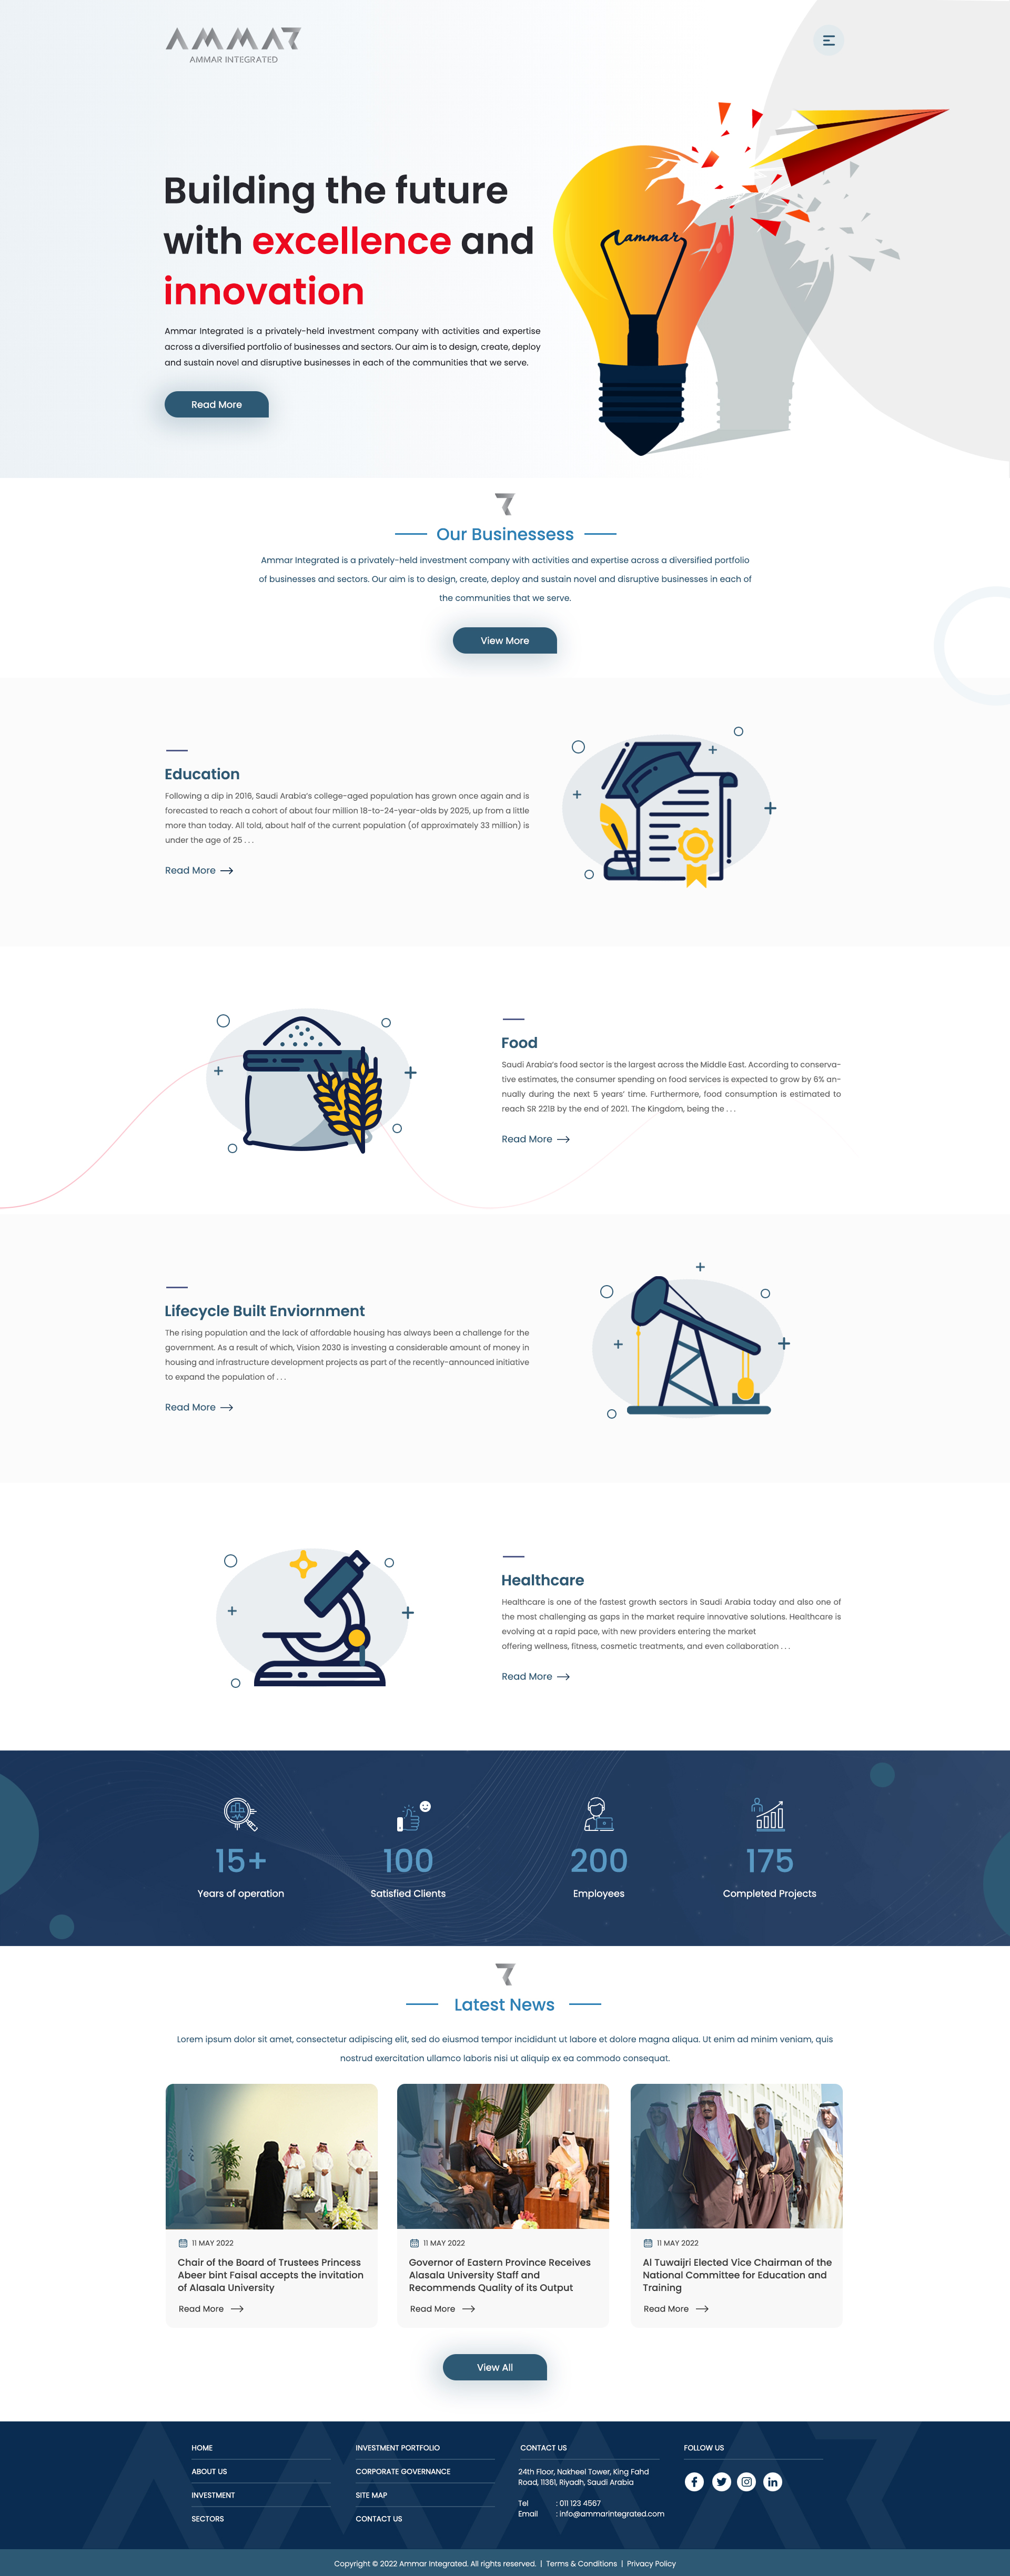 AMMAR
AMMAR INTEGRATED
Building the future
with excellence and
innovation
ammar
Ammar Integrated is a privately-held investment company with activities and expertise
across a diversified portfolio of businesses and sectors. Our aim is to design, create, deploy
and sustain novel and disruptive businesses in each of the communities that we serve.
Read More
Our Businessess
Ammar Integrated is a privately-held investment company with activities and expertise across a diversified portfolio
of businesses and sectors. Our aim is to design, create, deploy and sustain novel and disruptive businesses in each of
the communities that we serve.
View More
Education
Following a dip in 2016, Saudi Arabia's college-aged population has grown once again and is
forecasted to reach a cohort of about four million 18-to-24-year-olds by 2025, up from a little
more than today. All told, about half of the current population (of approximately 33 million) is
under the age of 25 . . .
Read More
Food
Saudi Arabia's food sector is the largest across the Middle East. According to conserva-
tive estimates, the consumer spending on food services is expected to grow by 6% an-
nually during the next 5 years' time. Furthermore, food consumption is estimated to
reach SR 221B by the end of 2021. The Kingdom, being the . . .
Read More
Lifecycle Built Enviornment
The rising population and the lack of affordable housing has always been a challenge for the
government. As a result of which, Vision 2030 is investing a considerable amount of money in
housing and infrastructure development projects as part of the recently-announced initiative
to expand the population of . . .
Read More
Healthcare
Healthcare is one of the fastest growth sectors in Saudi Arabia today and also one of
the most challenging as gaps in the market require innovative solutions. Healthcare is
evolving at a rapid pace, with new providers entering the market
offering wellness, fitness, cosmetic treatments, and even collaboration . . .
Read More
15+
Years of operation
100
Satisfied Clients
200
Employees
175
Completed Projects
Latest News
Lorem ipsum dolor sit amet, consectetur adipiscing elit, sed do eiusmod tempor incididunt ut labore et dolore magna aliqua. Ut enim ad minim veniam, quis
nostrud exercitation ullamco laboris nisi ut aliquip ex ea commodo consequat.
11 MAY 2022
Chair of the Board of Trustees Princess
Abeer bint Faisal accepts the invitation
of Alasala University
Read More
11 MAY 2022
Governor of Eastern Province Receives
Alasala University Staff and
Recommends Quality of its Output
Read More
11 MAY 2022
Al Tuwaijri Elected Vice Chairman of the
National Committee for Education and
Training
Read More
View All
HOME
ABOUT US
INVESTMENT
SECTORS
INVESTMENT PORTFOLIO
CORPORATE GOVERNANCE
SITE MAP
CONTACT US
CONTACT US
24th Floor, Nakheel Tower, King Fahd
Road, 11361, Riyadh, Saudi Arabia
Tel : 011 123 4567
Email : info@ammarintegrated.com
FOLLOW US
Copyright © 2022 Ammar Integrated. All rights reserved. | Terms & Conditions | Privacy Policy